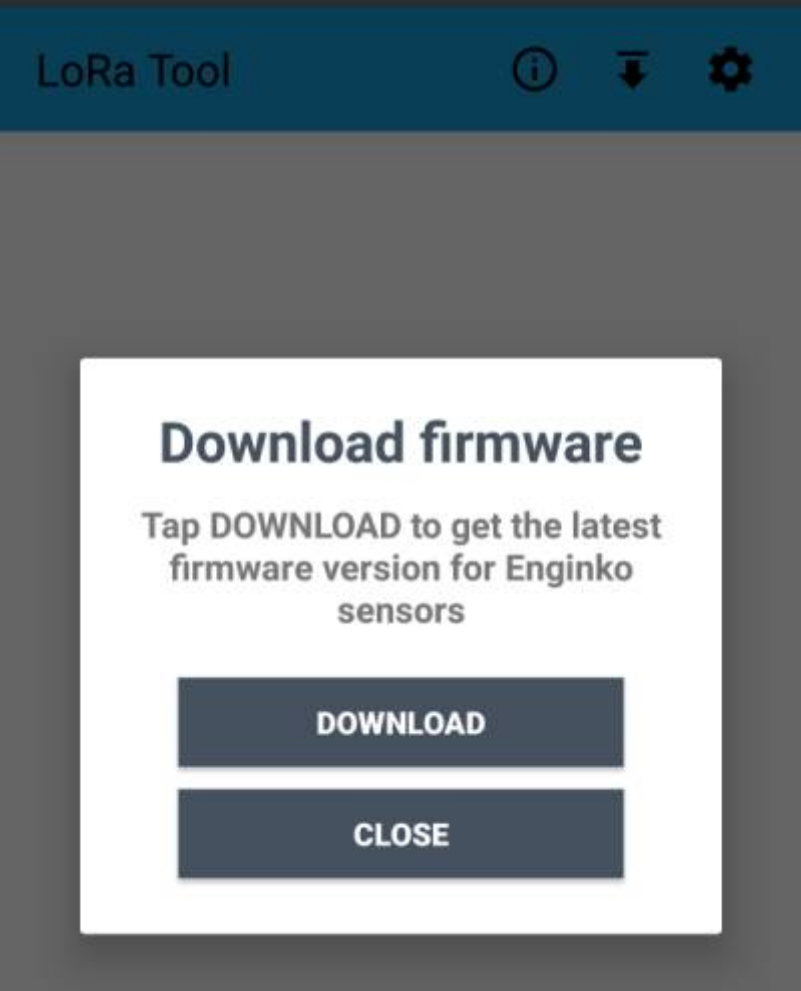 LoRa Tool
Download firmware
Tap DOWNLOAD to get the latest
firmware version for Enginko
sensors
DOWNLOAD
CLOSE